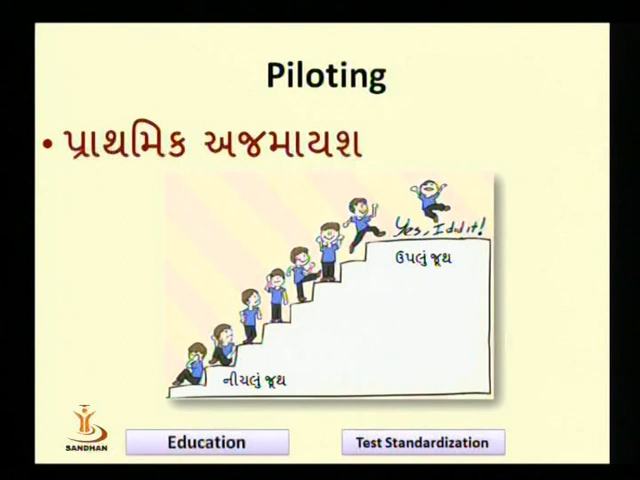 Piloting
• પ્રાથમિક અજમાયશ
Yes, I did it!
ઉપલું જૂથ
નીચલું જૂથ
SANDHAN
Education
Test Standardization